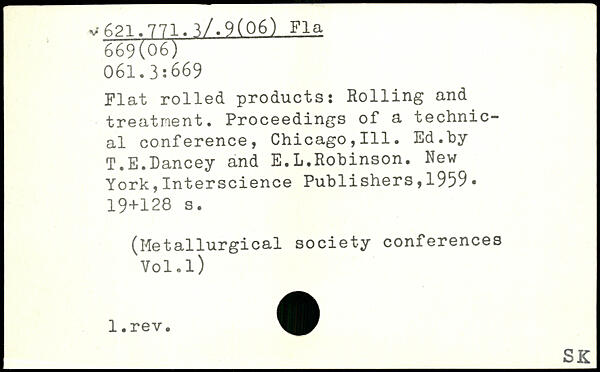 v 621.771.3/.9(06) Fla
669(06)
061.3:669
Flat rolled products: Rolling and
treatment. Proceedings of a technic-
al conference, Chicago,Ill. Ed.by
T.E.Dancey and E.L.Robinson. New
York,Interscience Publishers,1959.
19+128 s.
(Metallurgical society conferences
Vol.1)
1.rev.
SK